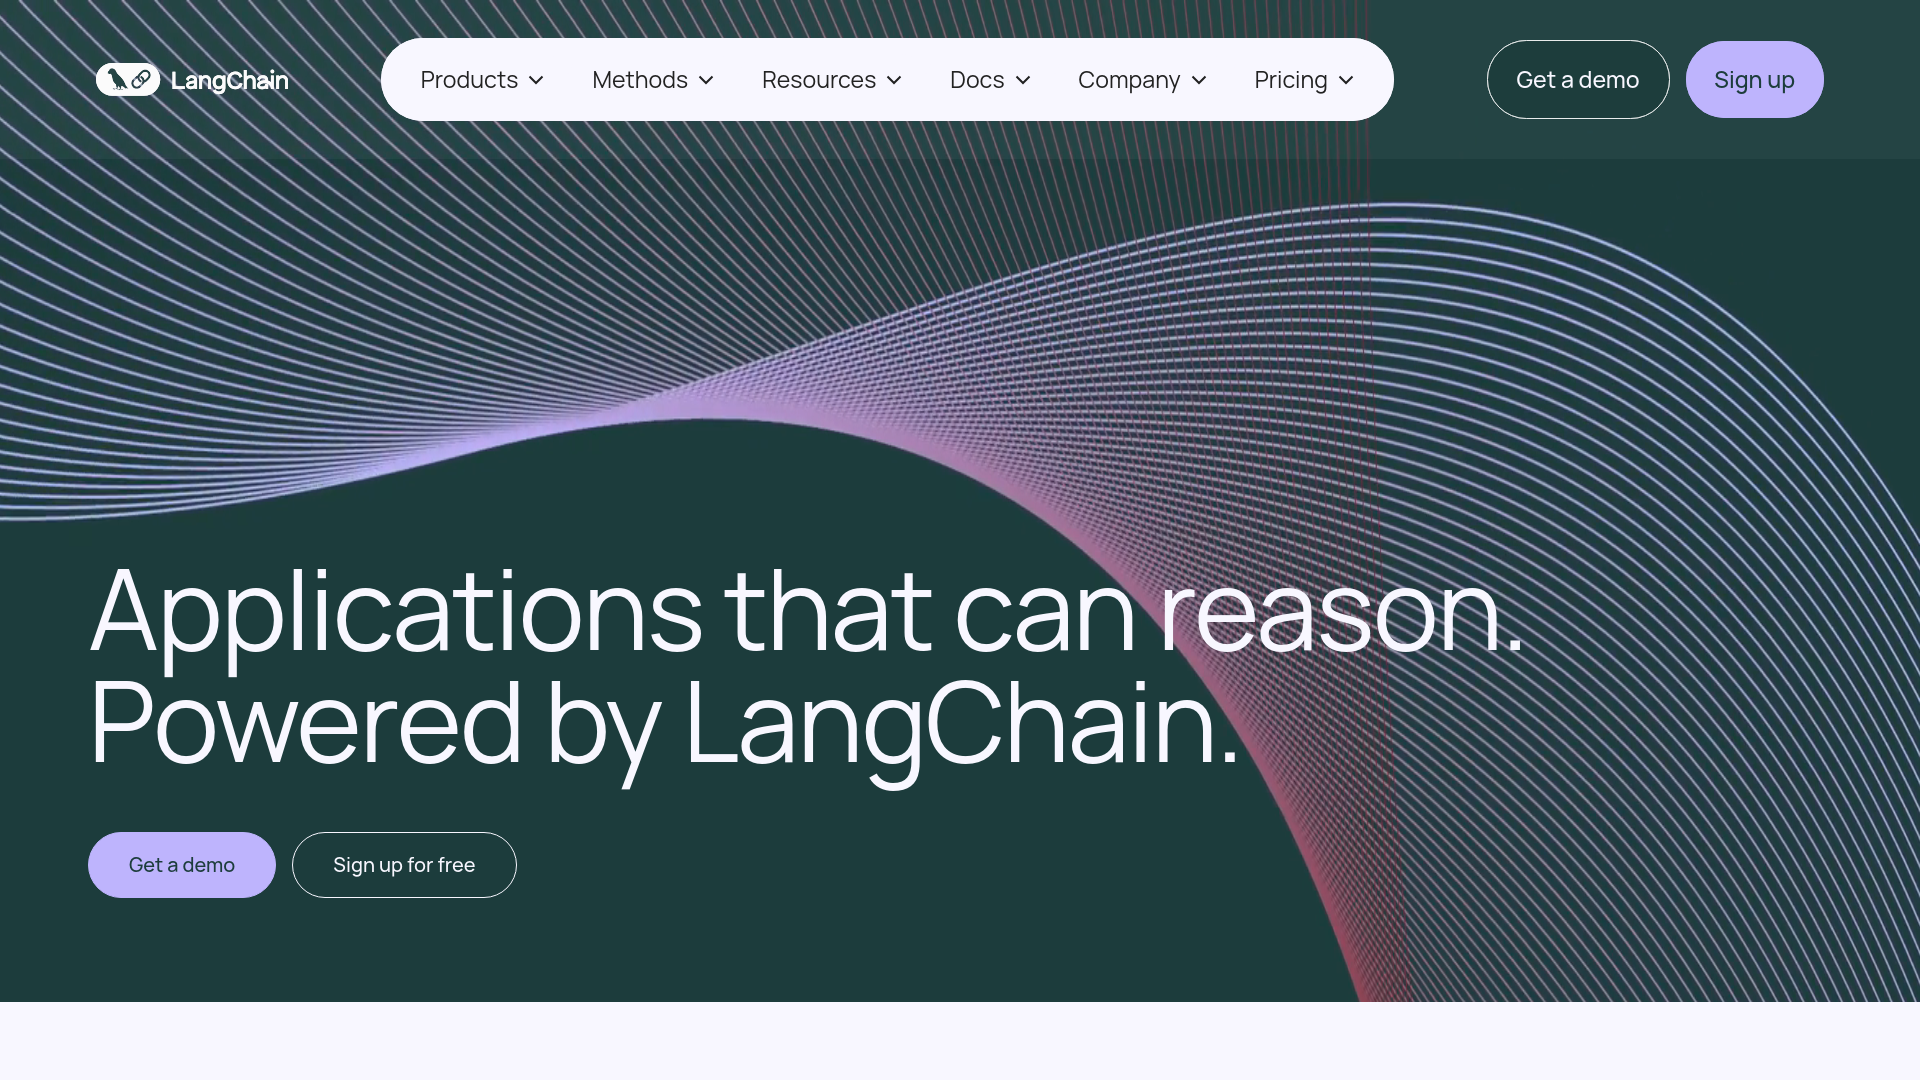 LangChain
Products
Methods
Resources
Docs
Company
Pricing
Get a demo
Sign up
Applications that can reason.
Powered by LangChain.
Get a demo
Sign up for free